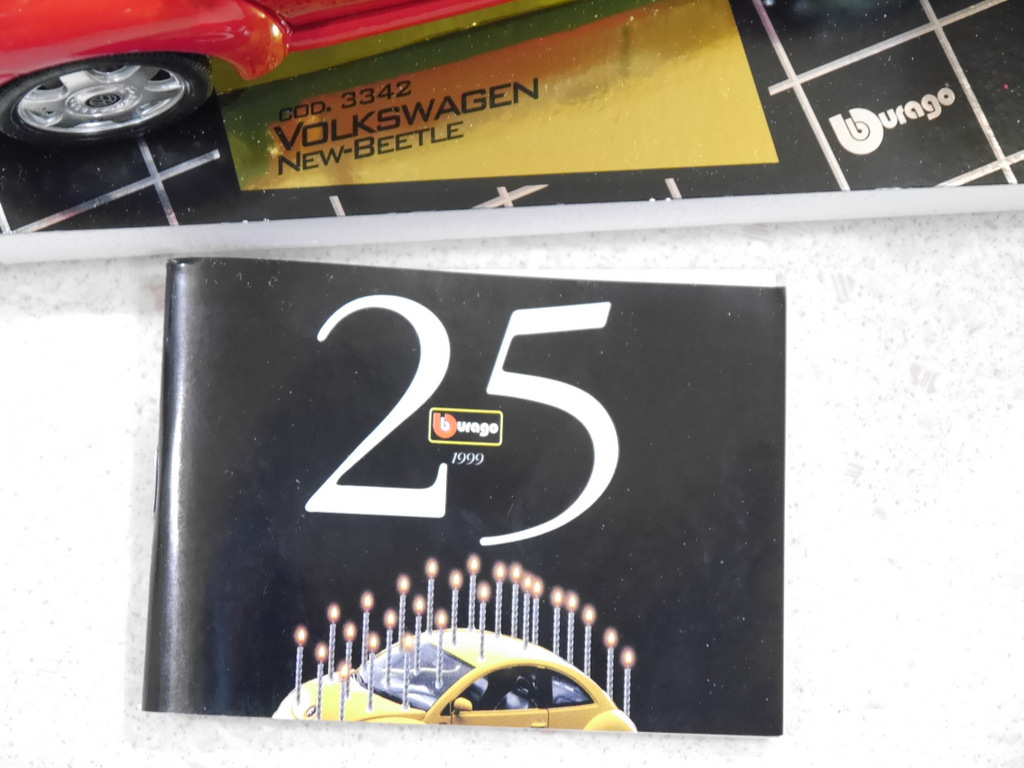 COD. 3342
VOLKSWAGEN
NEW-BEETLE
burago
25
burago
1999